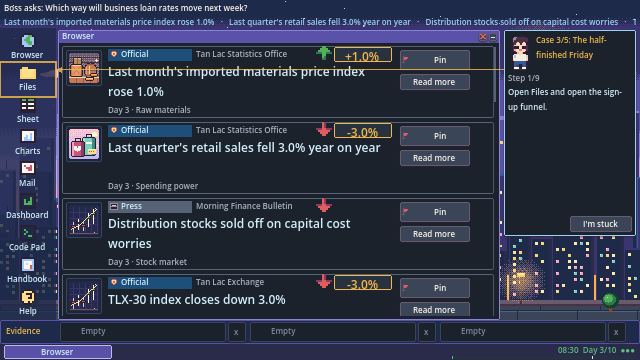 Boss asks: Which way will business loan rates move next week?
Last month's imported materials price index rose 1.0% · Last quarter's retail sales fell 3.0% year on year · Distribution stocks sold off on capital cost worries · T
Browser
Files
Sheet
Charts
Mail
Dashboard
Code Pad
Handbook
Help
Browser
Official Tan Lac Statistics Office +1.0%
Last month's imported materials price index
rose 1.0%
Day 3 · Raw materials
Pin
Read more
Official Tan Lac Statistics Office -3.0%
Last quarter's retail sales fell 3.0% year on year
Day 3 · Spending power
Pin
Read more
Press Morning Finance Bulletin
Distribution stocks sold off on capital cost
worries
Day 3 · Stock market
Pin
Read more
Official Tan Lac Exchange -3.0%
TLX-30 index closes down 3.0%
Pin
Read more
Case 3/5: The half-
finished Friday
Step 1/9
Open Files and open the sign-
up funnel.
I'm stuck
Evidence Empty x Empty x Empty x
Browser
08:30 Day 3/10